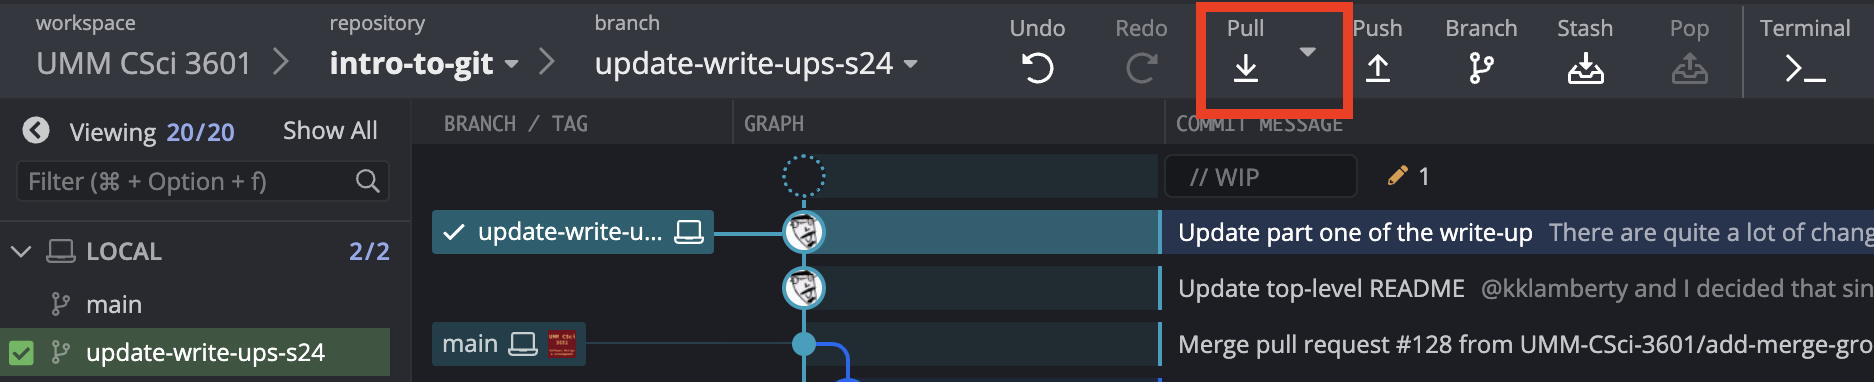 workspace
UMM CSci 3601
repository
intro-to-git
branch
update-write-ups-s24
Undo
Redo
Pull
Push
Branch
Stash
Pop
Terminal
Viewing 20/20 Show All
Filter (⌘ + Option + f)
LOCAL 2/2
main
update-write-ups-s24
BRANCH / TAG GRAPH COMMIT MESSAGE
// WIP 1
update-write-u... Update part one of the write-up There are quite a lot of chang
Update top-level README @kklamberty and I decided that sin
main Merge pull request #128 from UMM-CSci-3601/add-merge-gro